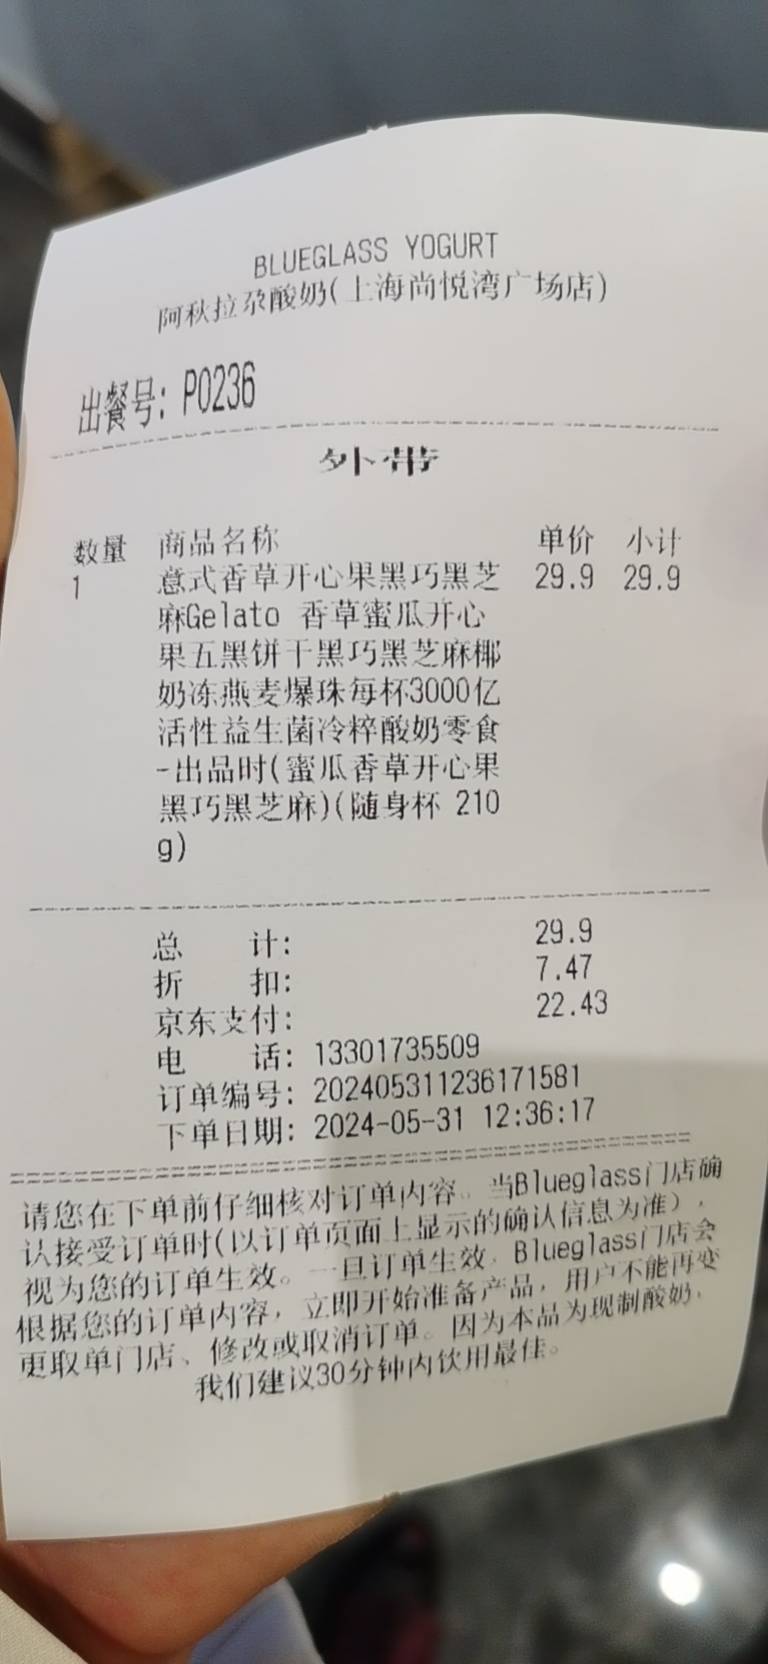 BLUEGLASS YOGURT
阿秋拉尕酸奶(上海尚悦湾广场店)
出餐号: P0236
外带
数量 商品名称 单价 小计
1 意式香草开心果黑巧黑芝 29.9 29.9
麻Gelato 香草蜜瓜开心
果五黑饼干黑巧黑芝麻椰
奶冻燕麦爆珠每杯3000亿
活性益生菌冷粹酸奶零食
-出品时(蜜瓜香草开心果
黑巧黑芝麻)(随身杯 210
g)
总 计: 29.9
折 扣: 7.47
京东支付: 22.43
电 话: 13301735509
订单编号: 202405311236171581
下单日期: 2024-05-31 12:36:17
请您在下单前仔细核对订单内容。当Blueglass门店确
认接受订单时(以订单页面上显示的确认信息为准),
视为您的订单生效。一旦订单生效, Blueglass门店会
根据您的订单内容, 立即开始准备产品, 用户不能再变
更取单门店、修改或取消订单。因为本品为现制酸奶,
我们建议30分钟内饮用最佳。